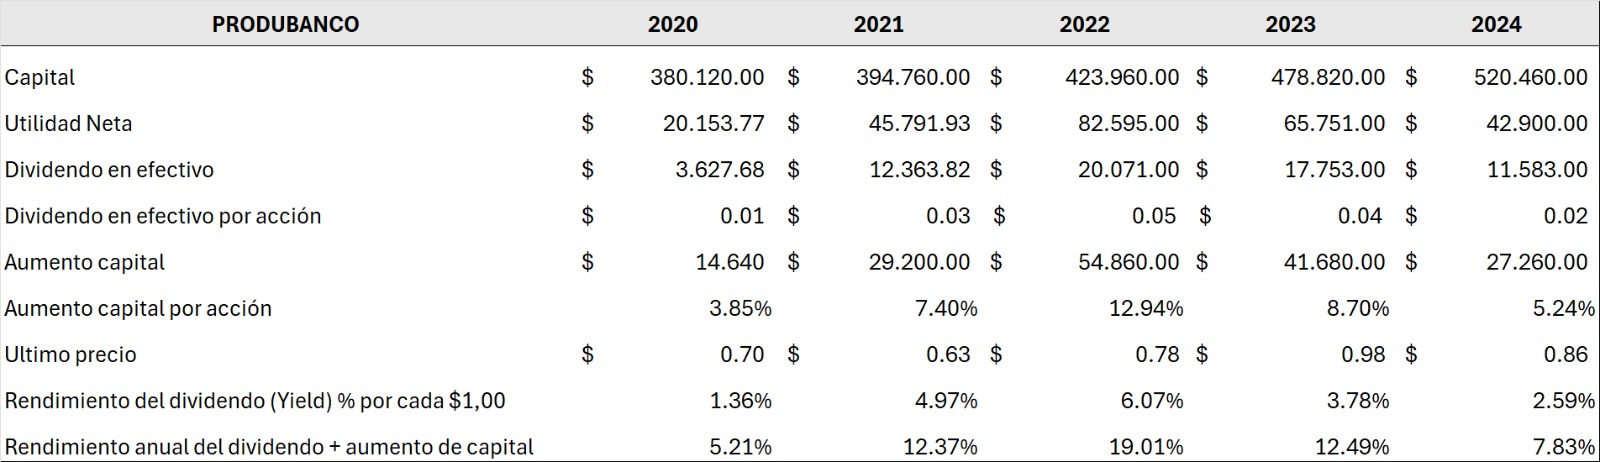 PRODUBANCO 2020 2021 2022 2023 2024
Capital $ 380.120.00 $ 394.760.00 $ 423.960.00 $ 478.820.00 $ 520.460.00
Utilidad Neta $ 20.153.77 $ 45.791.93 $ 82.595.00 $ 65.751.00 $ 42.900.00
Dividendo en efectivo $ 3.627.68 $ 12.363.82 $ 20.071.00 $ 17.753.00 $ 11.583.00
Dividendo en efectivo por acción $ 0.01 $ 0.03 $ 0.05 $ 0.04 $ 0.02
Aumento capital $ 14.640 $ 29.200.00 $ 54.860.00 $ 41.680.00 $ 27.260.00
Aumento capital por acción 3.85% 7.40% 12.94% 8.70% 5.24%
Ultimo precio $ 0.70 $ 0.63 $ 0.78 $ 0.98 $ 0.86
Rendimiento del dividendo (Yield) % por cada $1,00 1.36% 4.97% 6.07% 3.78% 2.59%
Rendimiento anual del dividendo + aumento de capital 5.21% 12.37% 19.01% 12.49% 7.83%